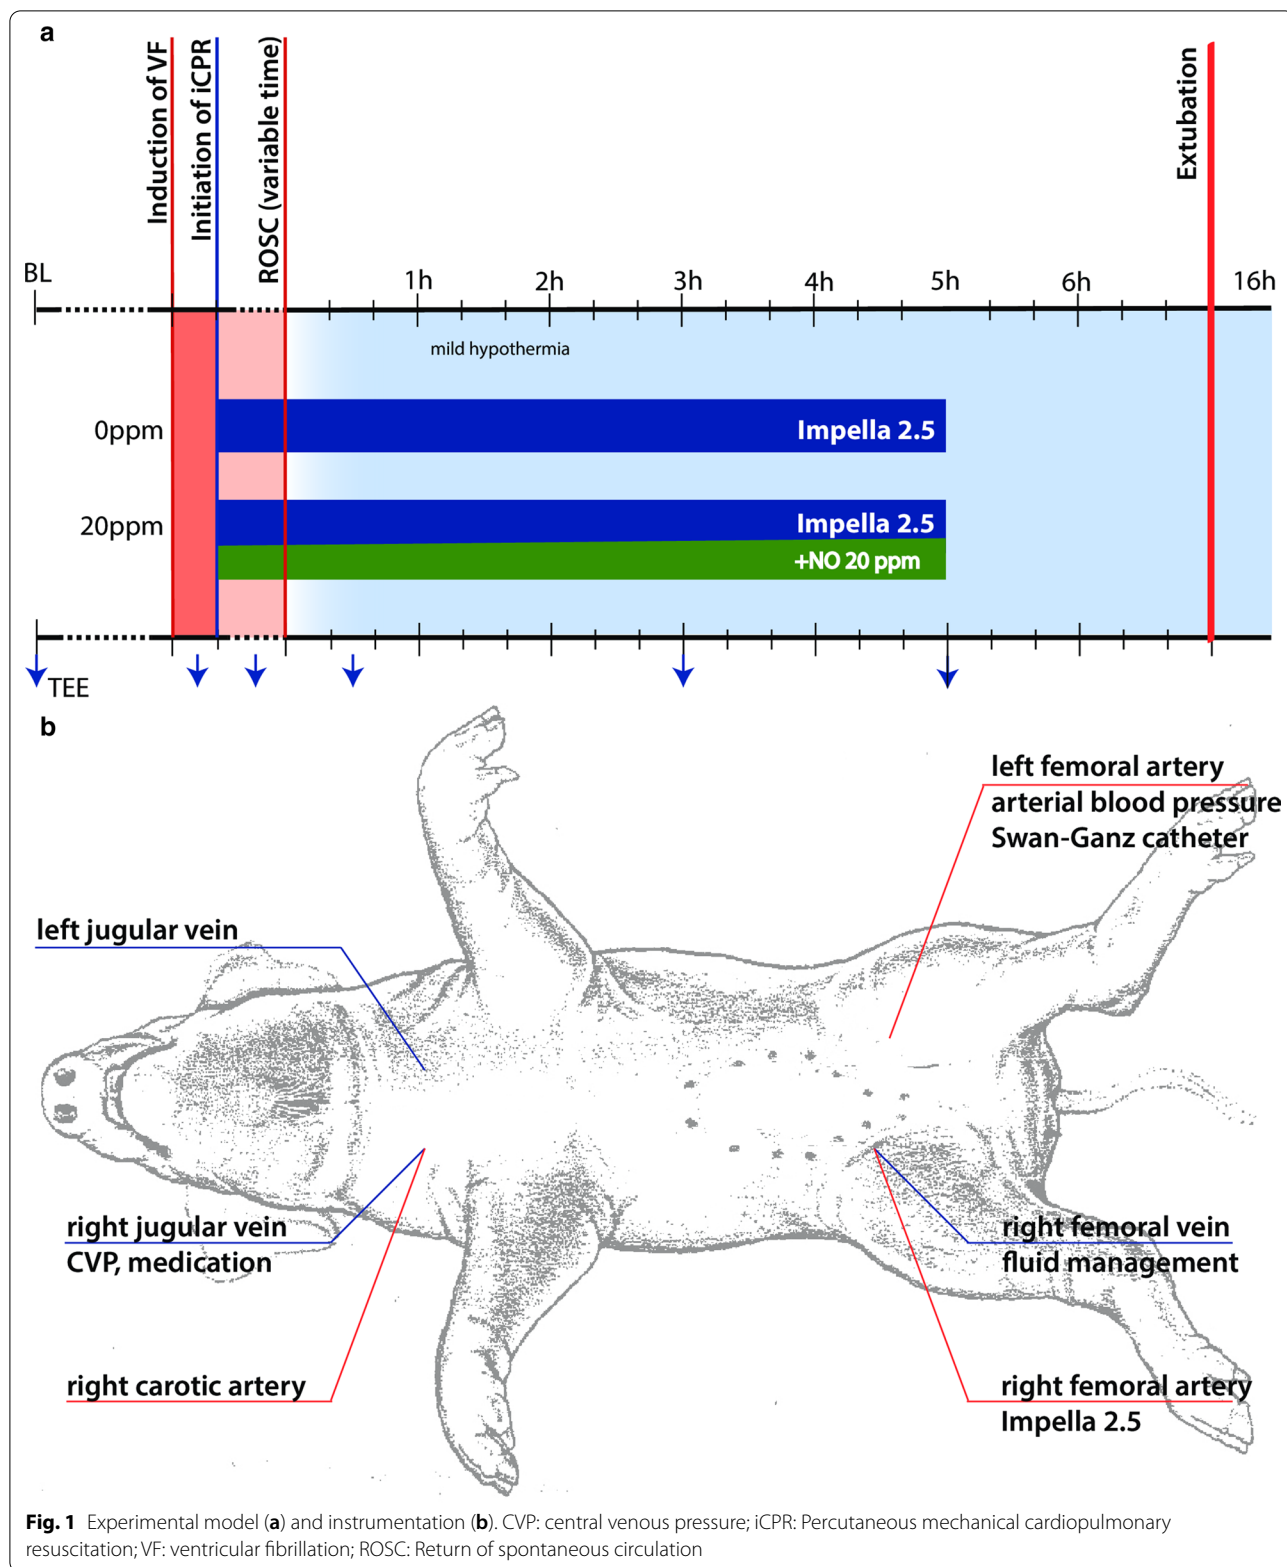 a
Induction of VF
Initiation of iCPR
ROSC (variable time)
Extubation
BL
1h
2h
3h
4h
5h
6h
16h
mild hypothermia
0ppm
Impella 2.5
20ppm
Impella 2.5
+NO 20 ppm
TEE
b
left femoral artery
arterial blood pressure
Swan-Ganz catheter
left jugular vein
right jugular vein
CVP, medication
right femoral vein
fluid management
right carotic artery
right femoral artery
Impella 2.5
Fig. 1 Experimental model (a) and instrumentation (b). CVP: central venous pressure; iCPR: Percutaneous mechanical cardiopulmonary
resuscitation; VF: ventricular fibrillation; ROSC: Return of spontaneous circulation